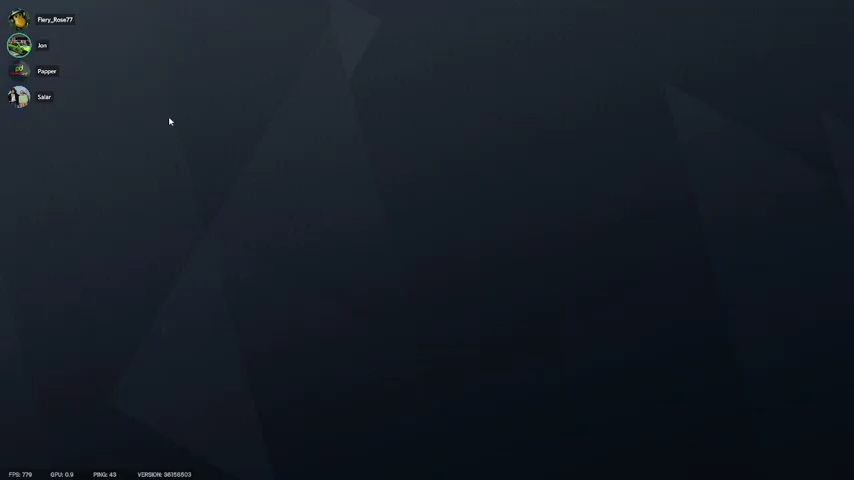 Fiery_Rose77
Jon
Papper
Salar
FPS: 779 GPU: 0.9 PING: 43 VERSION: 36158503